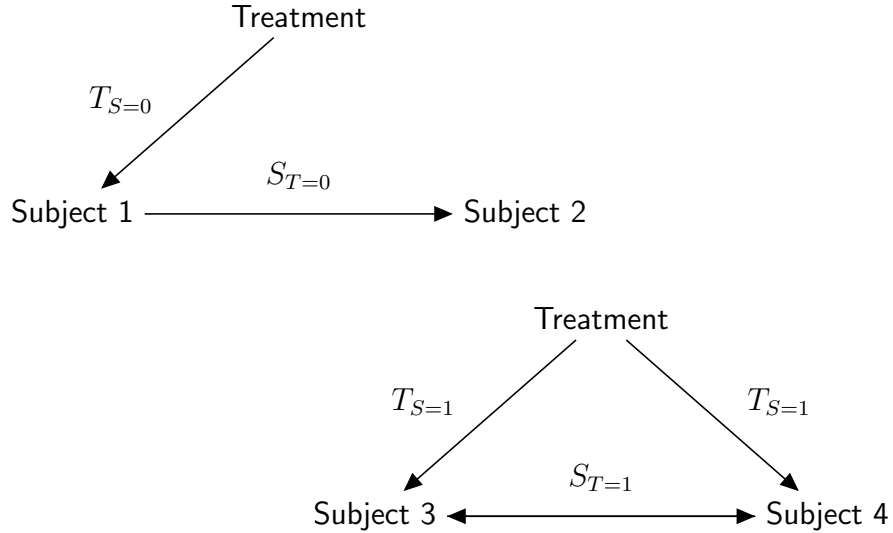 Treatment
T_{S=0}
S_{T=0}
Subject 1
Subject 2
Treatment
T_{S=1}
T_{S=1}
S_{T=1}
Subject 3
Subject 4